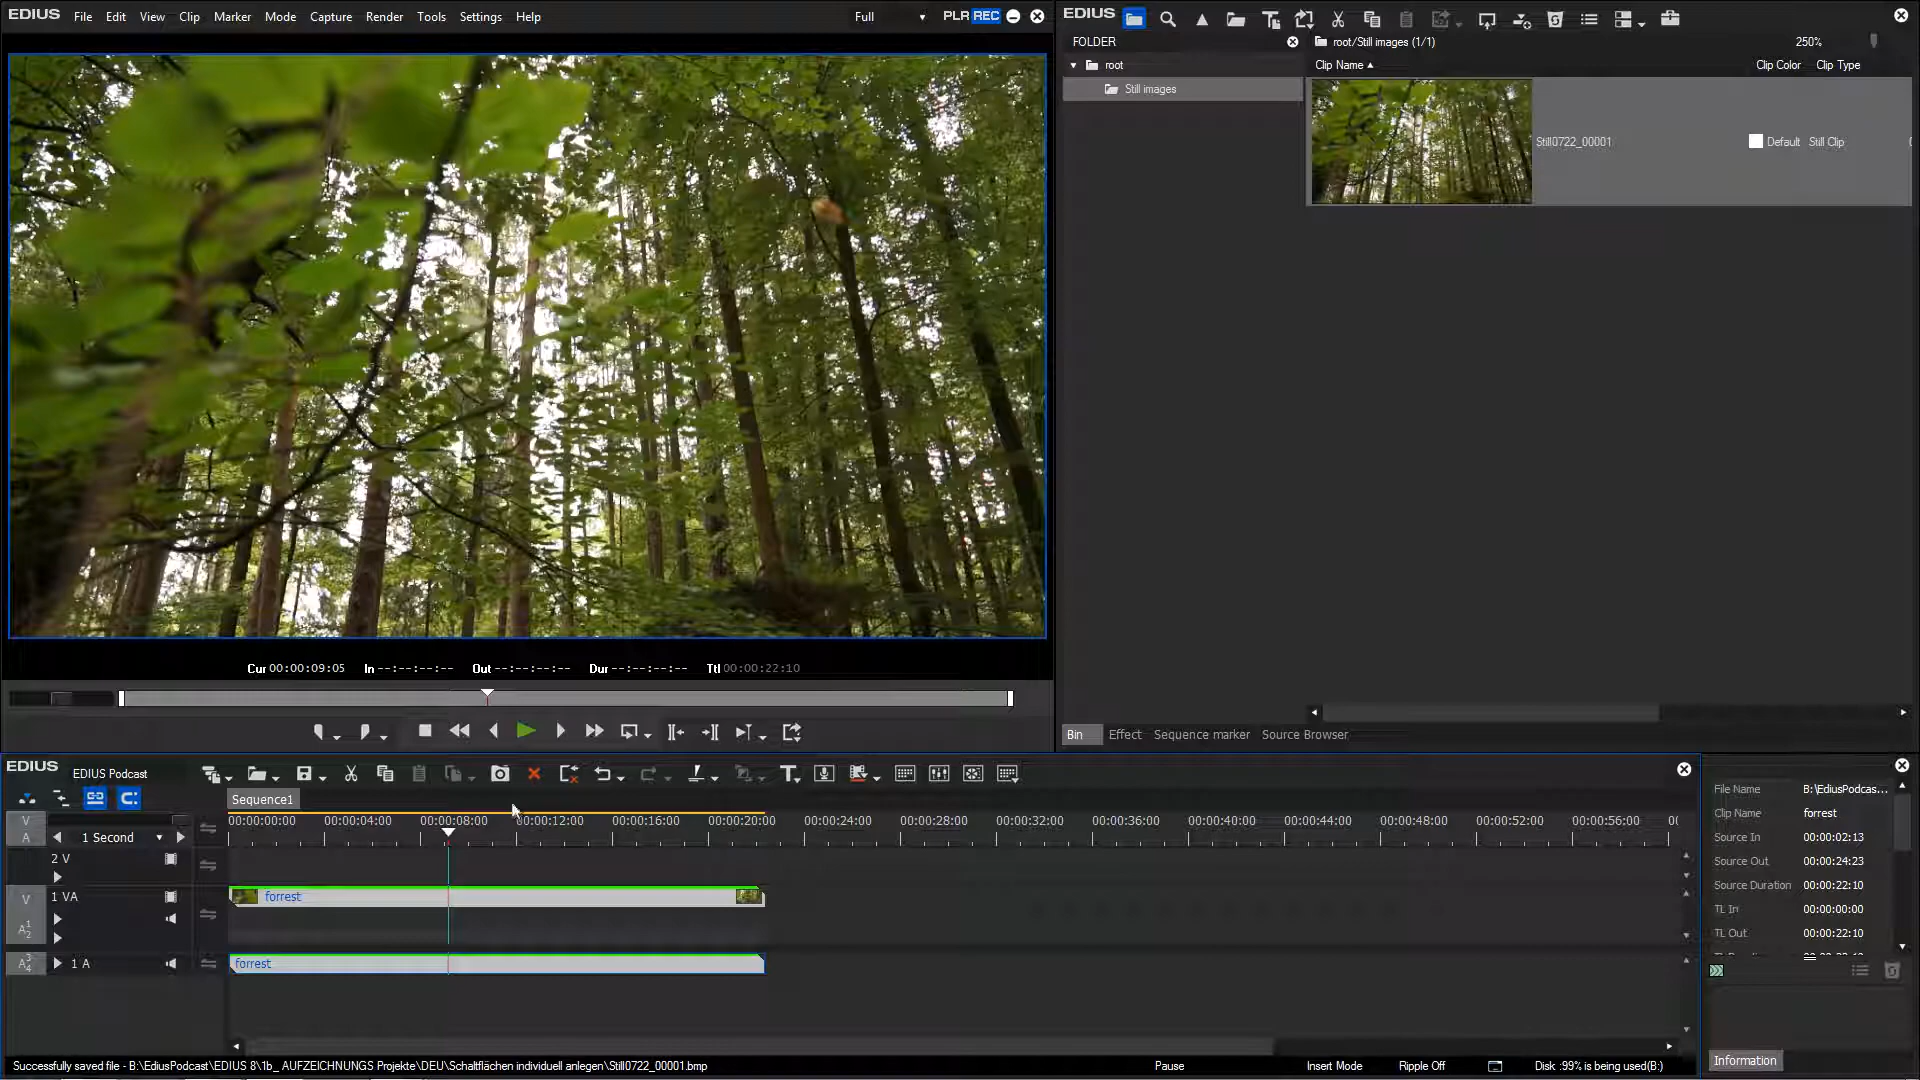 EDIUS File Edit View Clip Marker Mode Capture Render Tools Settings Help Full PLR REC
EDIUS
FOLDER
root/Still images (1/1)
250%
root
Clip Name Clip Color Clip Type
Still images
Still0722_00001 Default Still Clip
Cur 00:00:09:05 In --:--:--:-- Out --:--:--:-- Dur --:--:--:-- Ttl 00:00:22:10
Bin Effect Sequence marker Source Browser
EDIUS EDIUS Podcast
Sequence1
00:00:00:00 00:00:04:00 00:00:08:00 00:00:12:00 00:00:16:00 00:00:20:00 00:00:24:00 00:00:28:00 00:00:32:00 00:00:36:00 00:00:40:00 00:00:44:00 00:00:48:00 00:00:52:00 00:00:56:00
V
A
1 Second
2 V
V
1 VA
forrest
A 1 2
A 3 4
1 A
forrest
File Name B:\EdiusPodcas...
Clip Name forrest
Source In 00:00:02:13
Source Out 00:00:24:23
Source Duration 00:00:22:10
TL In 00:00:00:00
TL Out 00:00:22:10
Information
Successfully saved file - B:\EdiusPodcast\EDIUS 8\1b_ AUFZEICHNUNGS Projekte\DEU\Schaltflächen individuell anlegen\Still0722_00001.bmp
Pause Insert Mode Ripple Off Disk :99% is being used(B:)